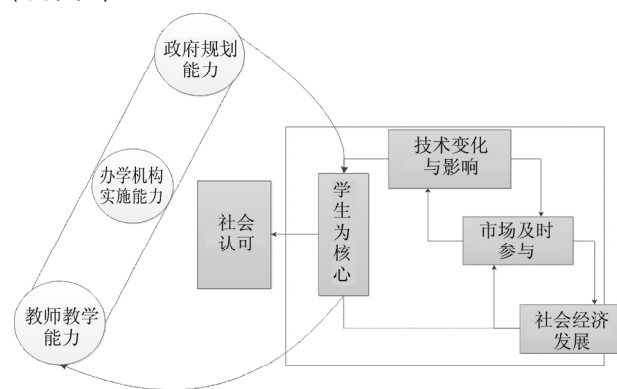 政府规划
能力
办学机构
实施能力
教师教学
能力
社会
认可
学
生
为
核
心
技术变化
与影响
市场及时
参与
社会经济
发展